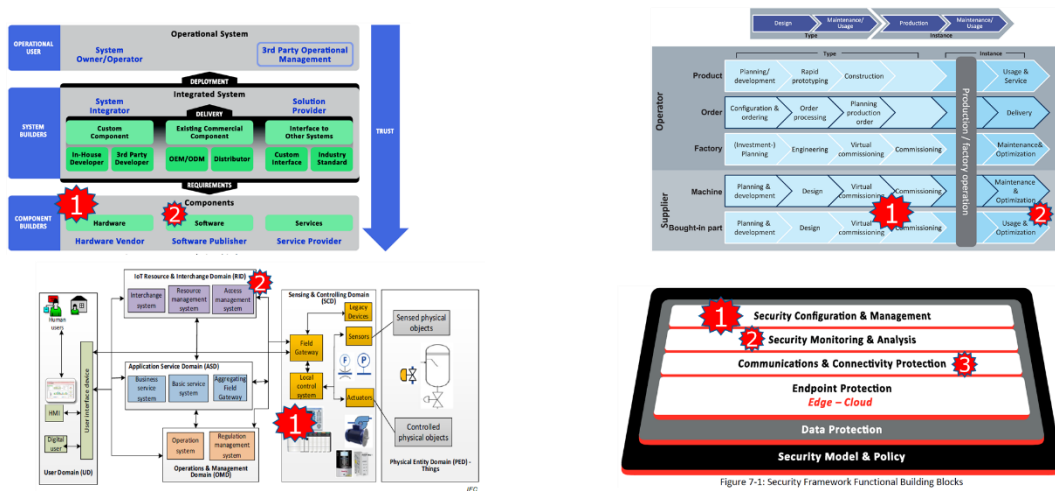 Operational System
OPERATIONAL USER
System Owner/Operator
3rd Party Operational Management
DEPLOYMENT
Integrated System
SYSTEM BUILDERS
System Integrator
DELIVERY
Solution Provider
Custom Component
Existing Commercial Component
Interface to Other Systems
In-House Developer
3rd Party Developer
OEM/ODM
Distributor
Custom Interface
Industry Standard
REQUIREMENTS
Components
COMPONENT BUILDERS
1
2
Hardware
Software
Services
Hardware Vendor
Software Publisher
Service Provider
TRUST
Design
Maintenance/ Usage
Production
Maintenance/ Usage
Type
Instance
Type
Instance
Operator
Product
Planning/ development
Rapid prototyping
Construction
Usage & Service
Order
Configuration & ordering
Order processing
Planning production order
Delivery
Factory
(Investment-) Planning
Engineering
Virtual commissioning
Commissioning
Maintenance& Optimization
Production / factory operation
Supplier
Machine
Planning & development
Design
Virtual commissioning
Commissioning
Maintenance & Optimization
1
2
Bought-in part
Planning & development
Design
Virtual commissioning
Commissioning
Usage & Optimization
IoT Resource & Interchange Domain (RID)
2
Interchange system
Resource management system
Access management system
Human users
User interface device
HMI
Digital user
User Domain (UD)
Application Service Domain (ASD)
Business service system
Basic service system
Aggregating Field Gateway
Operation system
Regulation management system
Operations & Management Domain (OMD)
Sensing & Controlling Domain (SCD)
Legacy Devices
Field Gateway
Sensors
F
P
Local control system
Actuators
1
Sensed physical objects
Controlled physical objects
Physical Entity Domain (PED) - Things
IEC
1
Security Configuration & Management
2
Security Monitoring & Analysis
Communications & Connectivity Protection
3
Endpoint Protection
Edge – Cloud
Data Protection
Security Model & Policy
Figure 7-1: Security Framework Functional Building Blocks